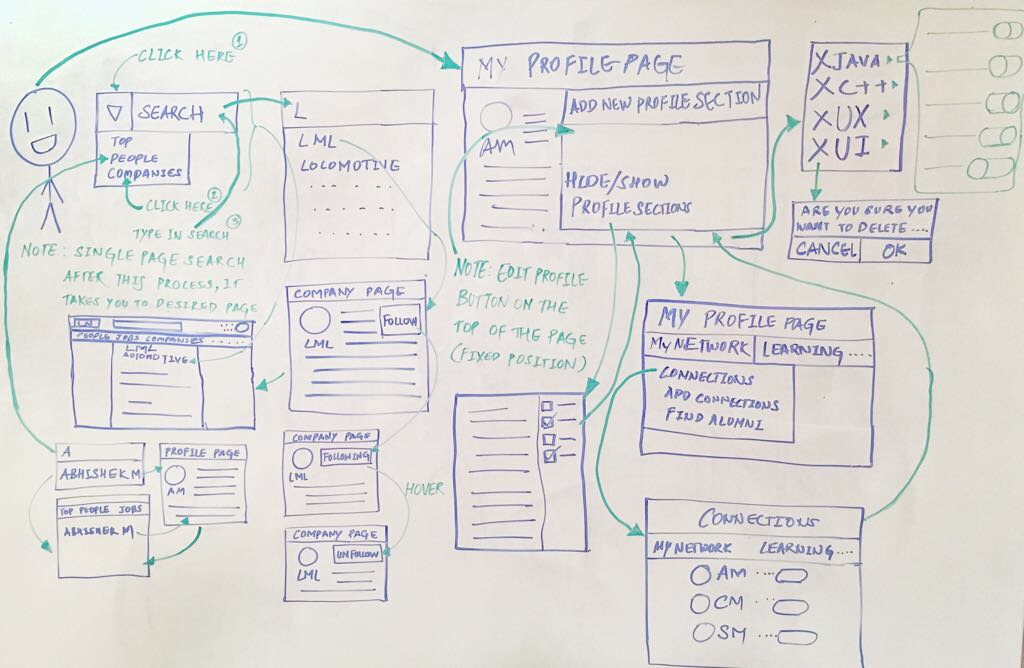 CLICK HERE ①
SEARCH
TOP
PEOPLE
COMPANIES
CLICK HERE ②
TYPE IN SEARCH ③
NOTE: SINGLE PAGE SEARCH
AFTER THIS PROCESS, IT
TAKES YOU TO DESIRED PAGE
L
LML
LOCOMOTIVE
LN
PEOPLE JOBS COMPANIES .....
LML
AUTOMOTIVE
COMPANY PAGE
FOLLOW
LML
A
ABHISHEK M
PROFILE PAGE
AM
TOP PEOPLE JOBS
ABHISHEK M
COMPANY PAGE
FOLLOWING
LML
HOVER
COMPANY PAGE
UNFOLLOW
LML
MY PROFILE PAGE
ADD NEW PROFILE SECTION
AM
HIDE/SHOW
PROFILE SECTIONS
NOTE: EDIT PROFILE
BUTTON ON THE
TOP OF THE PAGE
(FIXED POSITION)
X JAVA
X C++
X UX
X UI
ARE YOU SURE YOU
WANT TO DELETE ....
CANCEL OK
MY PROFILE PAGE
MY NETWORK LEARNING ....
CONNECTIONS
ADD CONNECTIONS
FIND ALUMNI
CONNECTIONS
MY NETWORK LEARNING ....
AM ....
CM ....
SM ....